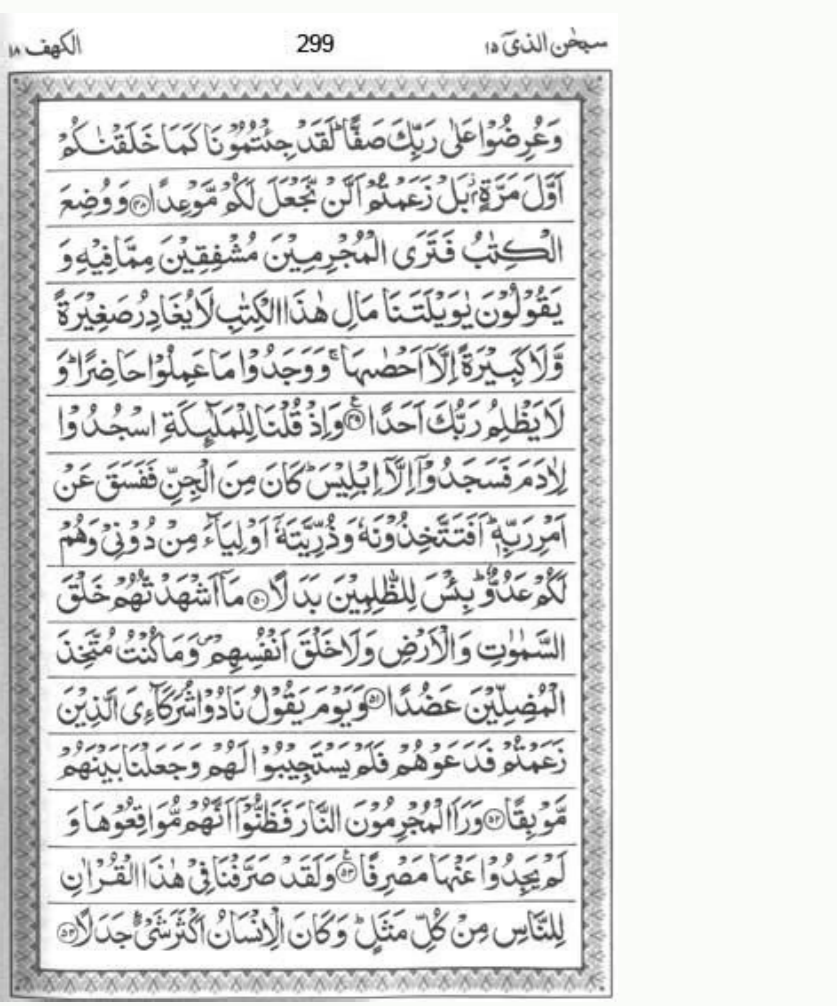 سبحٰن الذیٓ ١٥ 299 الكهف ١٨
وَعُرِضُوْا عَلٰی رَبِّكَ صَفًّا ؕ لَقَدْ جِئْتُمُوْنَا كَمَا خَلَقْنٰكُمْ
اَوَّلَ مَرَّةٍۭ ؗ بَلْ زَعَمْتُمْ اَلَّنْ نَّجْعَلَ لَكُمْ مَّوْعِدًا ﴿۴۸﴾ وَوُضِعَ
الْكِتٰبُ فَتَرَی الْمُجْرِمِیْنَ مُشْفِقِیْنَ مِمَّا فِیْهِ وَ
یَقُوْلُوْنَ یٰوَیْلَتَنَا مَالِ هٰذَا الْكِتٰبِ لَا یُغَادِرُ صَغِیْرَةً
وَّلَا كَبِیْرَةً اِلَّاۤ اَحْصٰىهَا ۚ وَوَجَدُوْا مَا عَمِلُوْا حَاضِرًا ؕ وَ
لَا یَظْلِمُ رَبُّكَ اَحَدًا ﴿۴۹﴾ ع وَاِذْ قُلْنَا لِلْمَلٰٓىِٕكَةِ اسْجُدُوْا
لِاٰدَمَ فَسَجَدُوْۤا اِلَّاۤ اِبْلِیْسَ ؕ كَانَ مِنَ الْجِنِّ فَفَسَقَ عَنْ
اَمْرِ رَبِّهٖ ؕ اَفَتَتَّخِذُوْنَهٗ وَذُرِّیَّتَهٗۤ اَوْلِیَآءَ مِنْ دُوْنِیْ وَهُمْ
لَكُمْ عَدُوٌّ ؕ بِئْسَ لِلظّٰلِمِیْنَ بَدَلًا ﴿۵۰﴾ مَاۤ اَشْهَدْتُّهُمْ خَلْقَ
السَّمٰوٰتِ وَالْاَرْضِ وَلَا خَلْقَ اَنْفُسِهِمْ ۪ وَمَا كُنْتُ مُتَّخِذَ
الْمُضِلِّیْنَ عَضُدًا ﴿۵۱﴾ وَیَوْمَ یَقُوْلُ نَادُوْا شُرَكَآءِیَ الَّذِیْنَ
زَعَمْتُمْ فَدَعَوْهُمْ فَلَمْ یَسْتَجِیْبُوْا لَهُمْ وَجَعَلْنَا بَیْنَهُمْ
مَّوْبِقًا ﴿۵۲﴾ وَرَاَ الْمُجْرِمُوْنَ النَّارَ فَظَنُّوْۤا اَنَّهُمْ مُّوَاقِعُوْهَا وَ
لَمْ یَجِدُوْا عَنْهَا مَصْرِفًا ﴿۵۳﴾ ع وَلَقَدْ صَرَّفْنَا فِیْ هٰذَا الْقُرْاٰنِ
لِلنَّاسِ مِنْ كُلِّ مَثَلٍ ؕ وَكَانَ الْاِنْسَانُ اَكْثَرَ شَیْءٍ جَدَلًا ﴿۵۴﴾